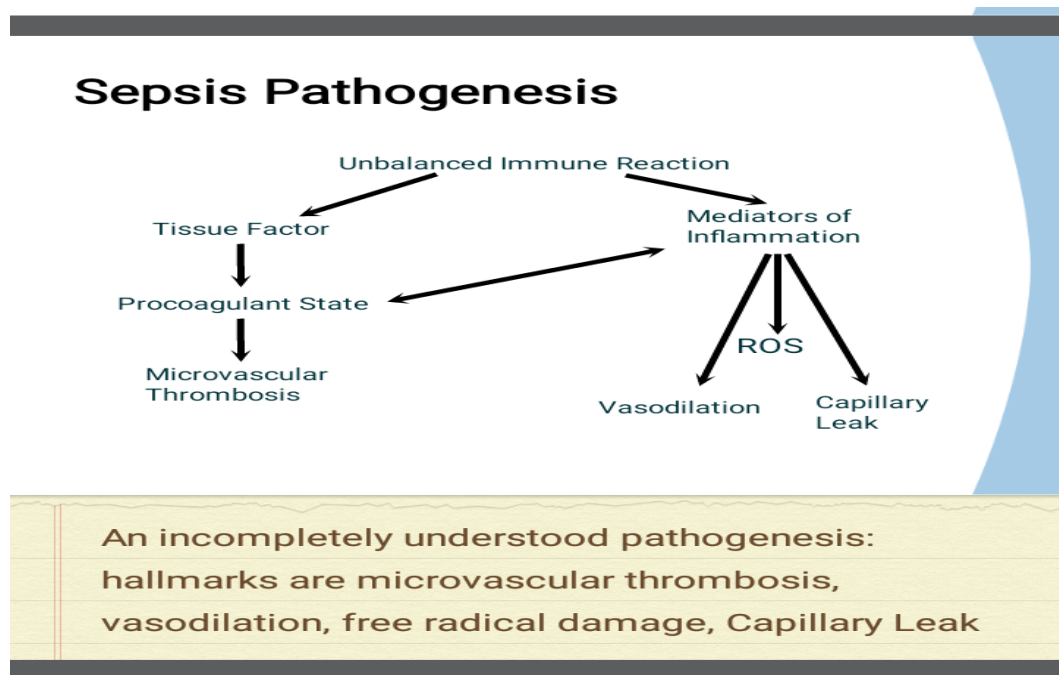 Sepsis Pathogenesis
Unbalanced Immune Reaction
Tissue Factor
Mediators of
Inflammation
Procoagulant State
ROS
Microvascular
Thrombosis
Vasodilation
Capillary
Leak
An incompletely understood pathogenesis:
hallmarks are microvascular thrombosis,
vasodilation, free radical damage, Capillary Leak